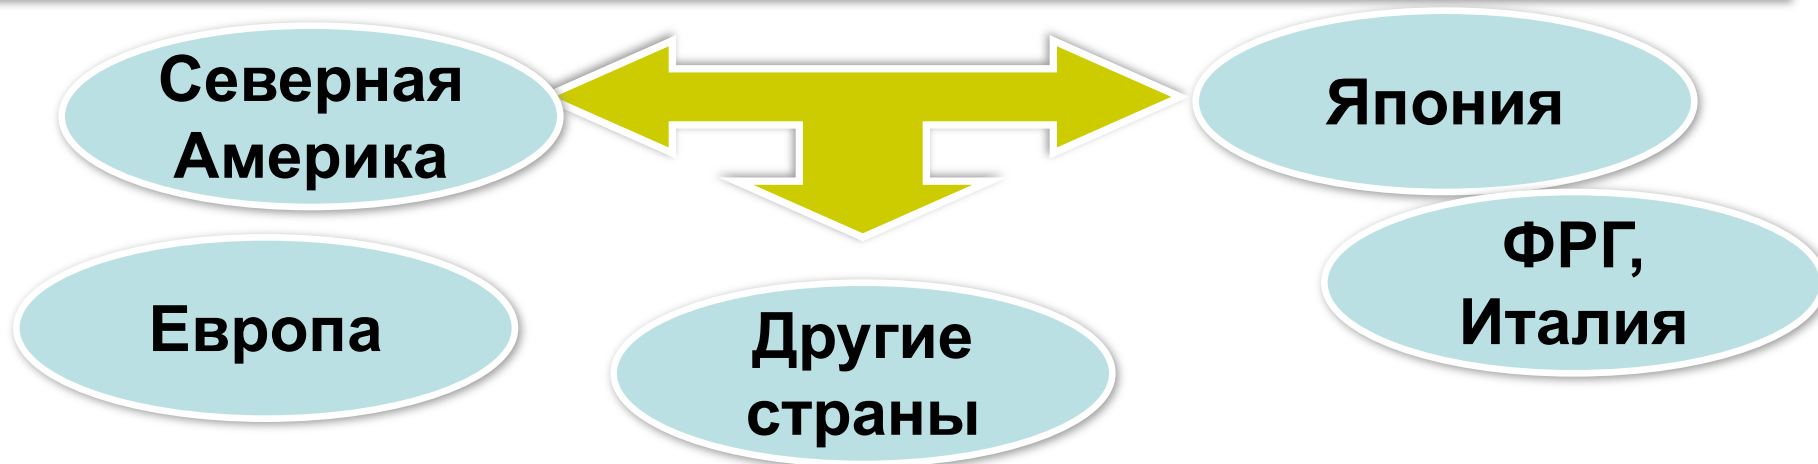 Северная
Америка
Япония
Европа
Другие
страны
ФРГ,
Италия